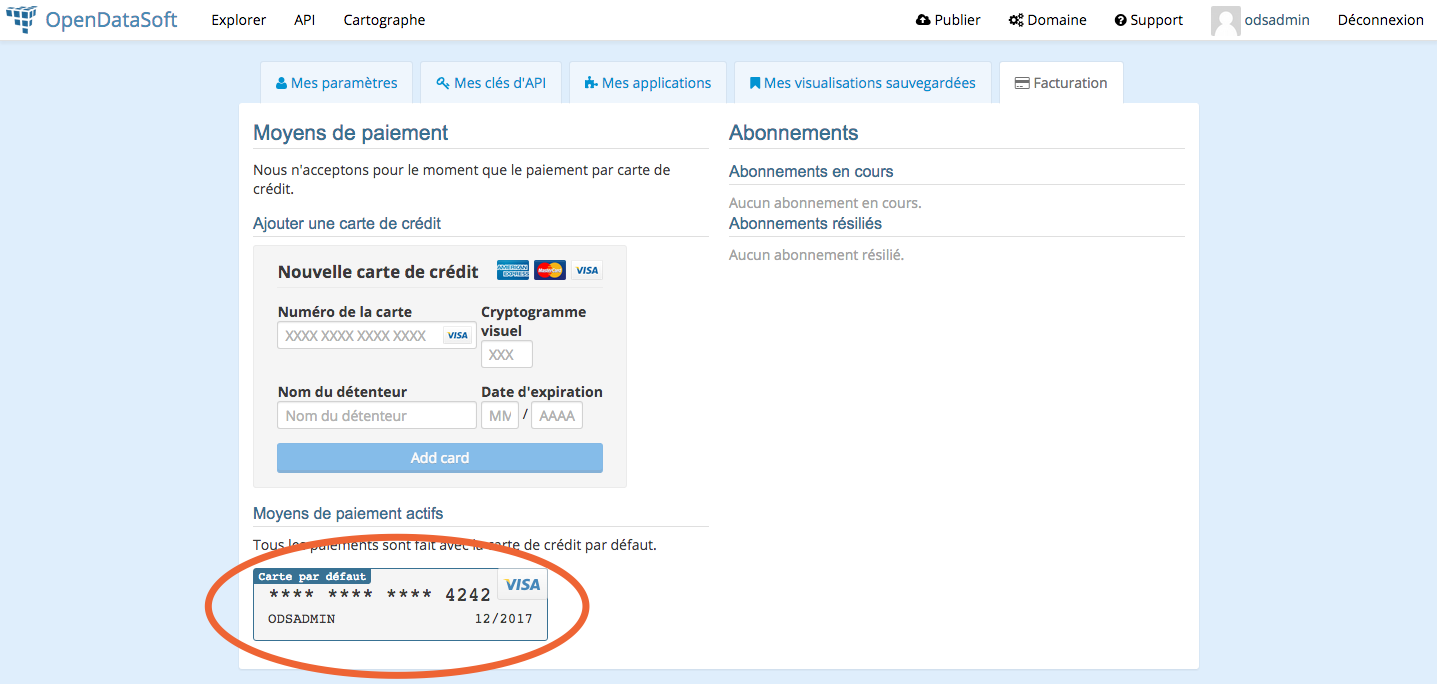 OpenDataSoft Explorer API Cartographe Publier Domaine Support odsadmin Déconnexion
Mes paramètres Mes clés d'API Mes applications Mes visualisations sauvegardées Facturation
Moyens de paiement
Nous n'acceptons pour le moment que le paiement par carte de
crédit.
Ajouter une carte de crédit
Nouvelle carte de crédit AMERICAN EXPRESS MasterCard VISA
Numéro de la carte
XXXX XXXX XXXX XXXX VISA
Cryptogramme
visuel
XXX
Nom du détenteur
Nom du détenteur
Date d'expiration
MM / AAAA
Add card
Moyens de paiement actifs
Tous les paiements sont fait avec la carte de crédit par défaut.
Carte par défaut
VISA
**** **** **** 4242
ODSADMIN 12/2017
Abonnements
Abonnements en cours
Aucun abonnement en cours.
Abonnements résiliés
Aucun abonnement résilié.